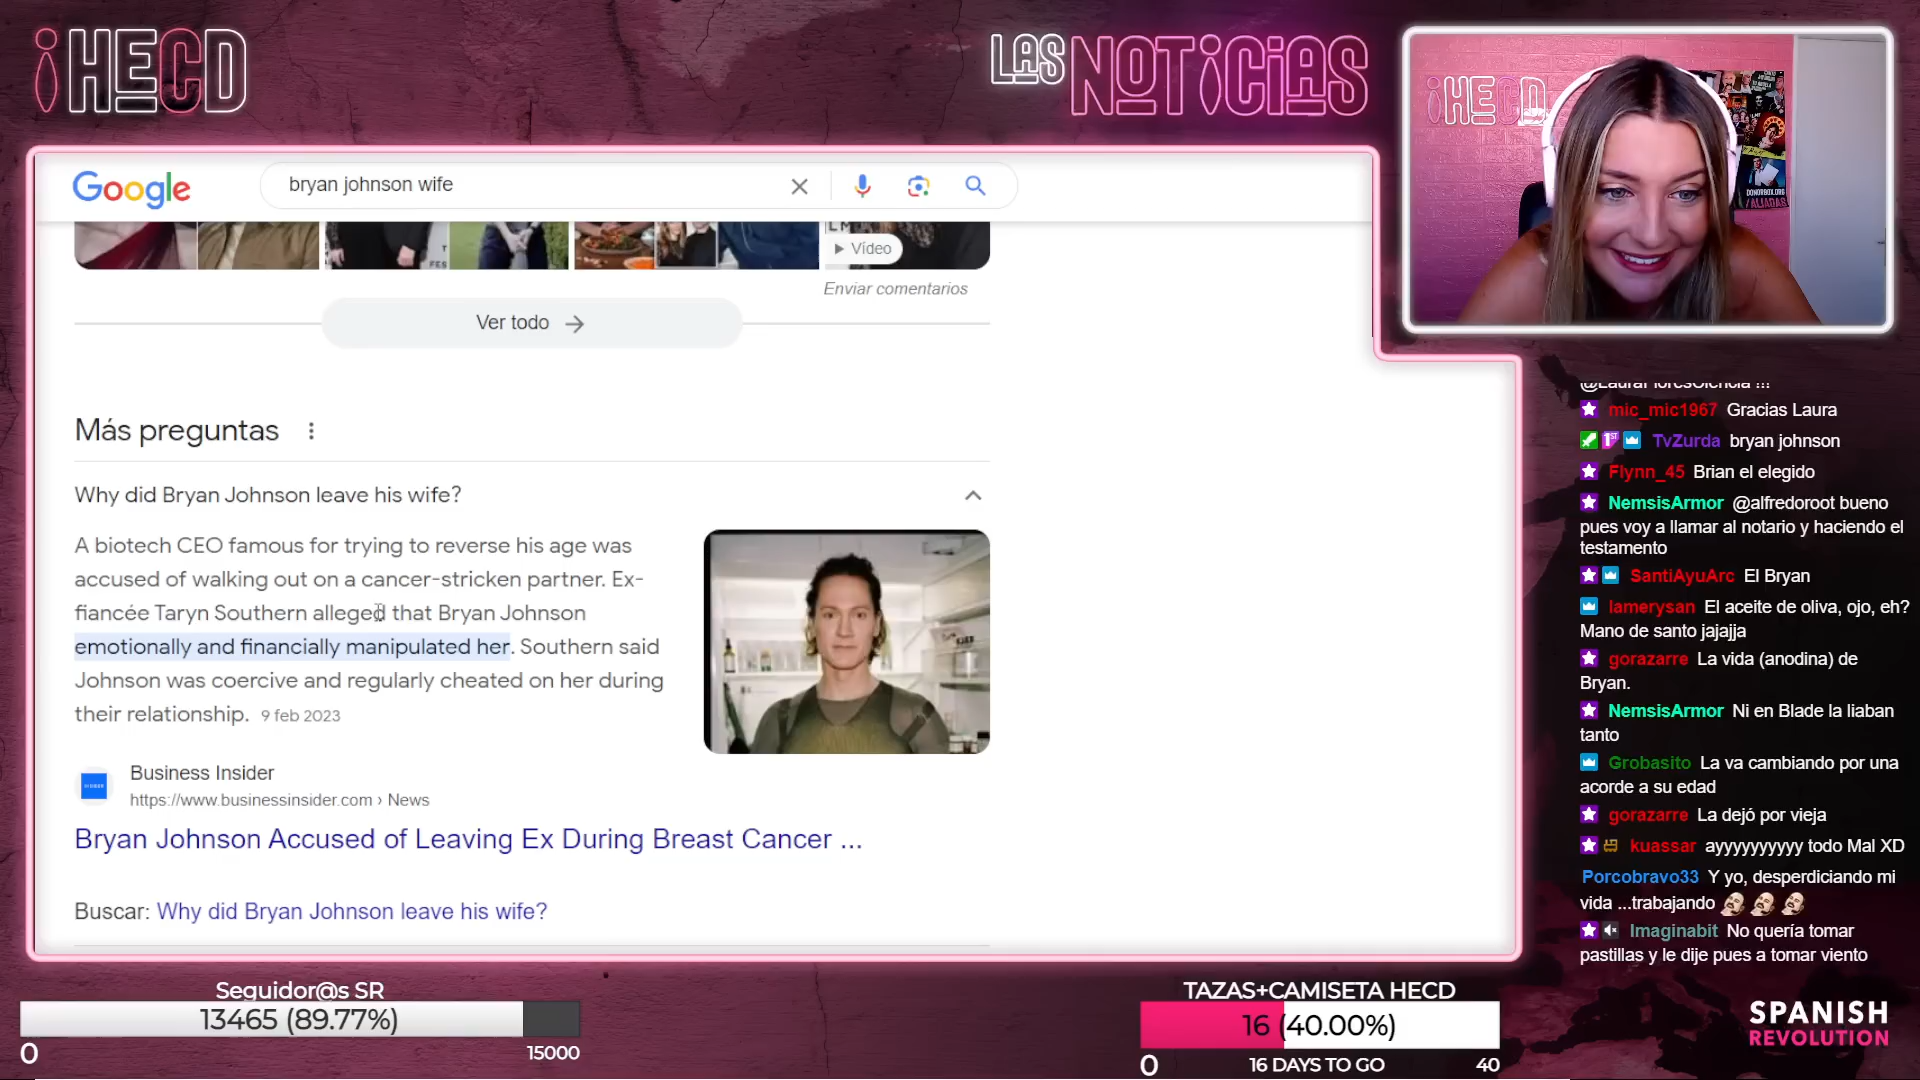 ¡HECD
LAS NOTICIAS
¡HECD
Google
bryan johnson wife
Vídeo
Enviar comentarios
Ver todo
Más preguntas
Why did Bryan Johnson leave his wife?
A biotech CEO famous for trying to reverse his age was
accused of walking out on a cancer-stricken partner. Ex-
fiancée Taryn Southern alleged that Bryan Johnson
emotionally and financially manipulated her. Southern said
Johnson was coercive and regularly cheated on her during
their relationship. 9 feb 2023
Business Insider
https://www.businessinsider.com › News
Bryan Johnson Accused of Leaving Ex During Breast Cancer ...
Buscar: Why did Bryan Johnson leave his wife?
DONORBOX.ORG
/ALIADAS
mic_mic1967 Gracias Laura
TvZurda bryan johnson
Flynn_45 Brian el elegido
NemsisArmor @alfredoroot bueno
pues voy a llamar al notario y haciendo el
testamento
SantiAyuArc El Bryan
lamerysan El aceite de oliva, ojo, eh?
Mano de santo jajajja
gorazarre La vida (anodina) de
Bryan.
NemsisArmor Ni en Blade la liaban
tanto
Grobasito La va cambiando por una
acorde a su edad
gorazarre La dejó por vieja
kuassar ayyyyyyyyyy todo Mal XD
Porcobravo33 Y yo, desperdiciando mi
vida ...trabajando
Imaginabit No quería tomar
pastillas y le dije pues a tomar viento
Seguidor@s SR
13465 (89.77%)
0 15000
TAZAS+CAMISETA HECD
16 (40.00%)
0 16 DAYS TO GO 40
SPANISH
REVOLUTION